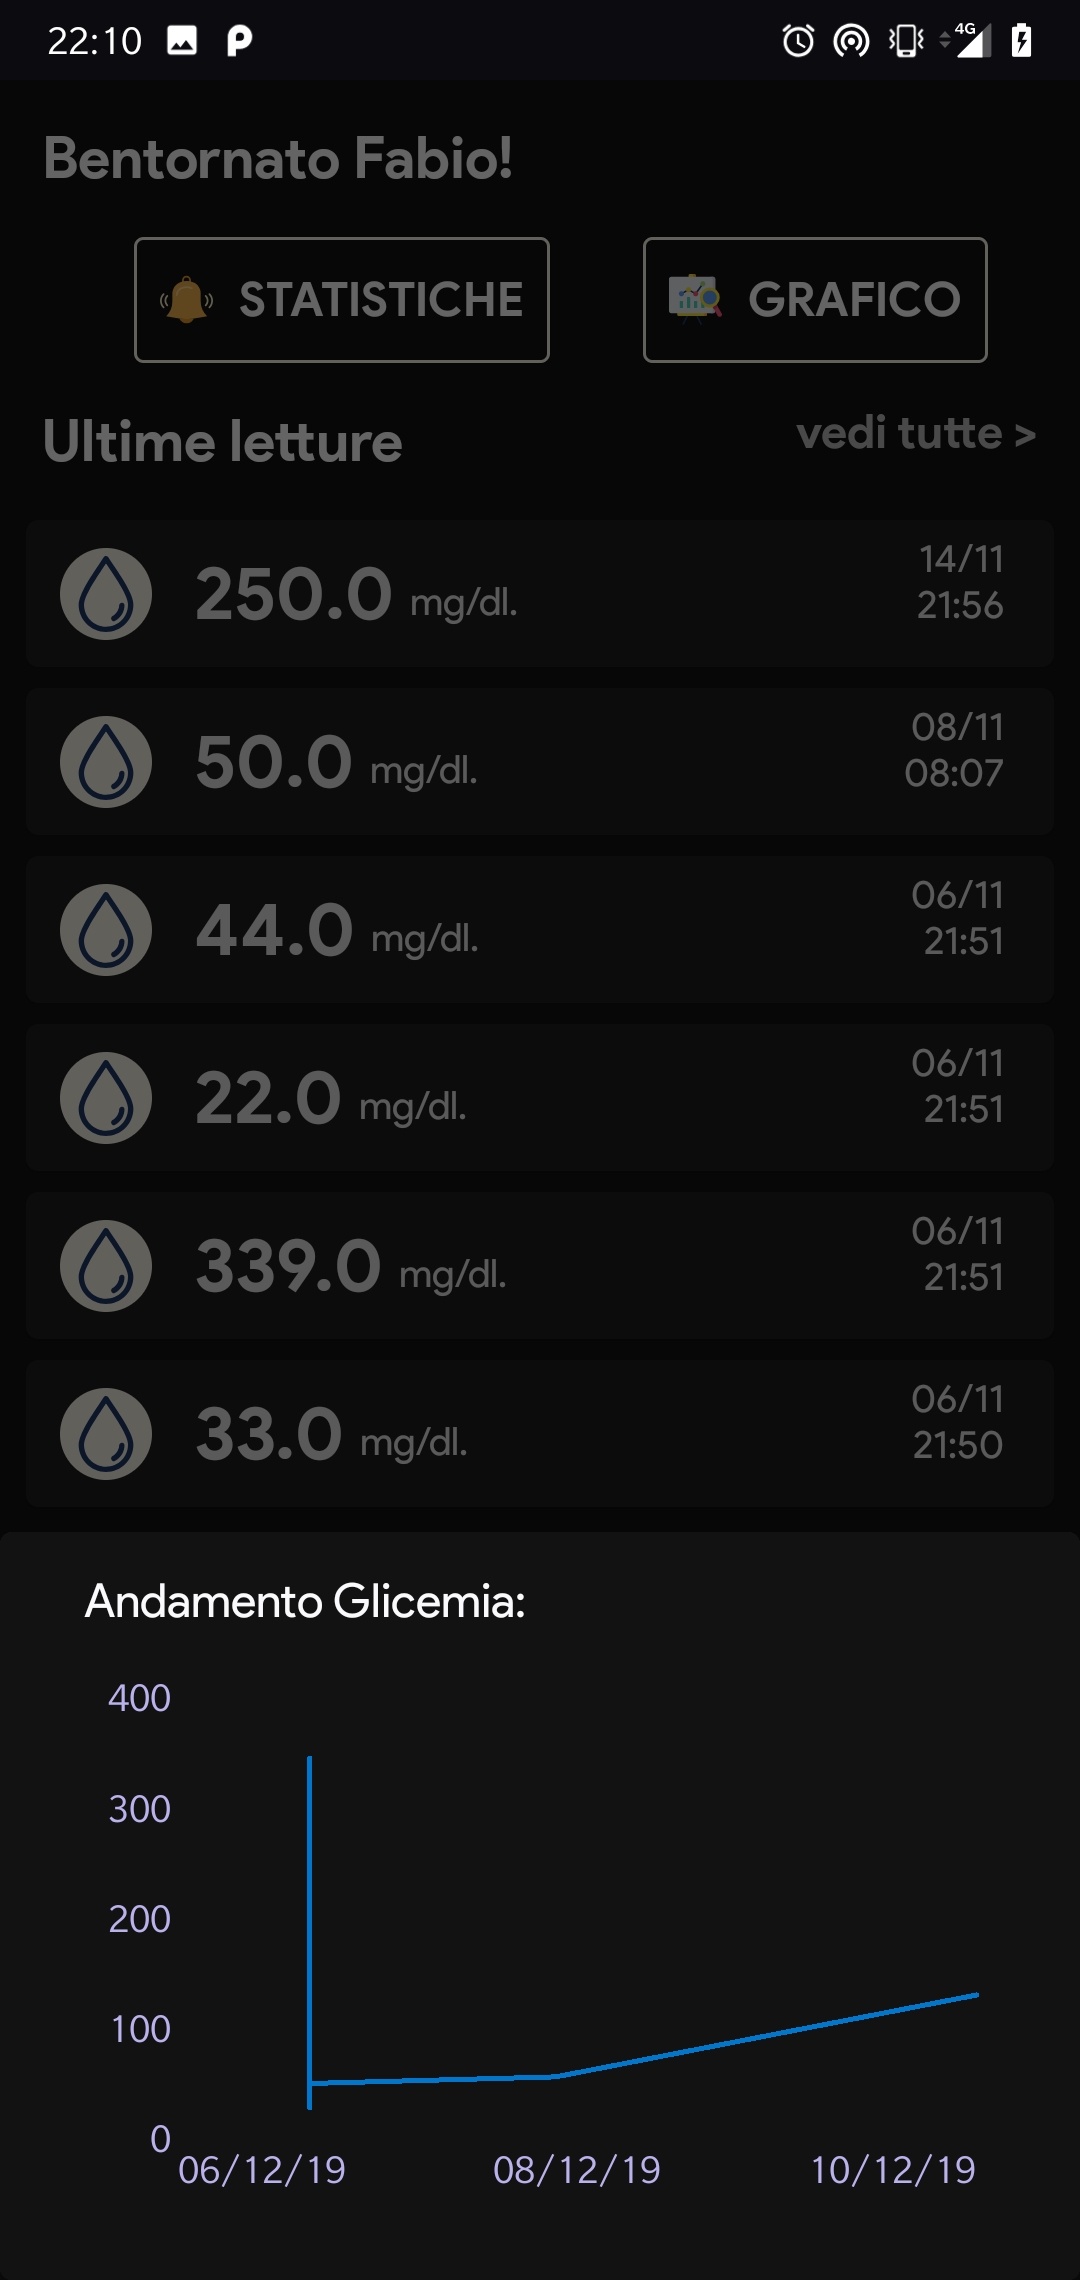 22:10
4G
Bentornato Fabio!
STATISTICHE
GRAFICO
Ultime letture
vedi tutte >
250.0 mg/dl.
14/11
21:56
50.0 mg/dl.
08/11
08:07
44.0 mg/dl.
06/11
21:51
22.0 mg/dl.
06/11
21:51
339.0 mg/dl.
06/11
21:51
33.0 mg/dl.
06/11
21:50
Andamento Glicemia:
400
300
200
100
0
06/12/19
08/12/19
10/12/19